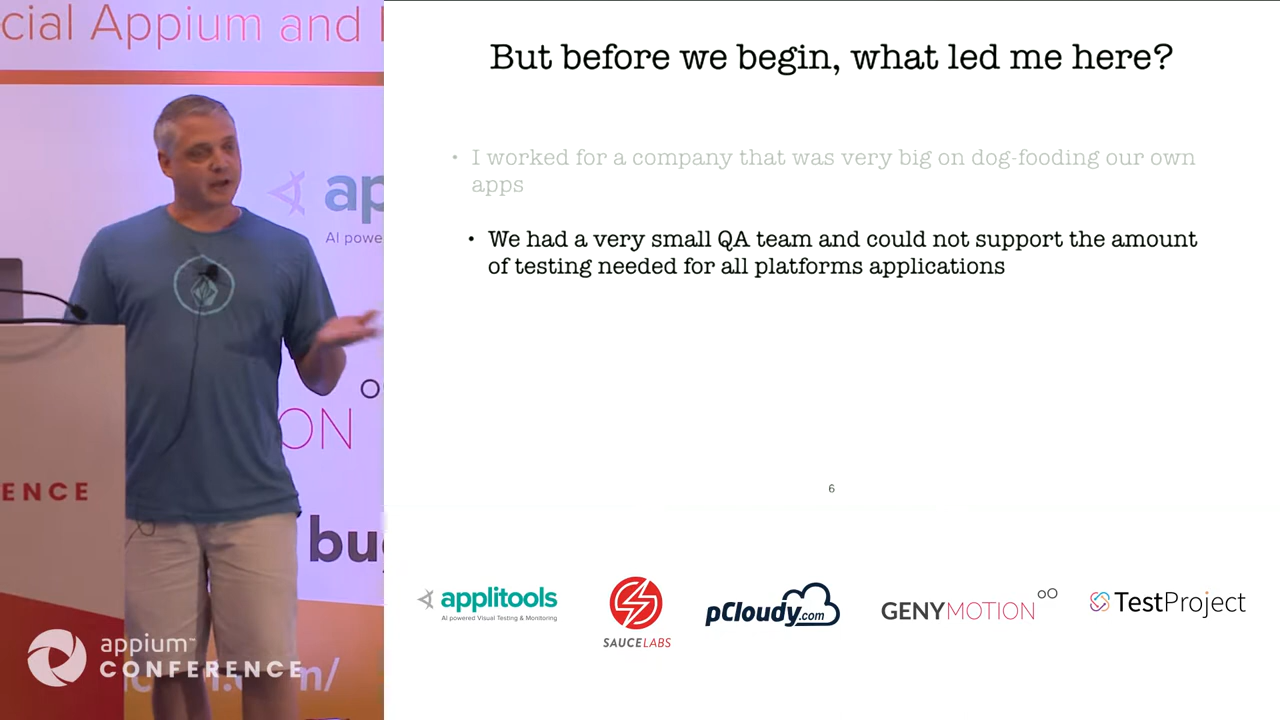 cial Appium and
But before we begin, what led me here?
• I worked for a company that was very big on dog-fooding our own
apps
• We had a very small QA team and could not support the amount
of testing needed for all platforms applications
6
ap
AI powe
ON
ENCE
bu
appium™
CONFERENCE
applitools
AI powered Visual Testing & Monitoring
SAUCELABS
pCloudy.com
GENYMOTION
TestProject